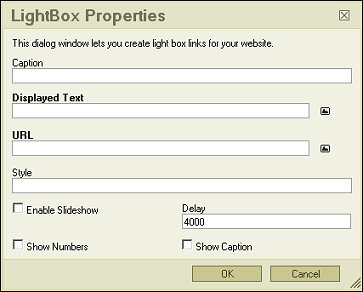 LightBox Properties
This dialog window lets you create light box links for your website.
Caption
Displayed Text
URL
Style
Enable Slideshow
Delay
4000
Show Numbers
Show Caption
OK
Cancel